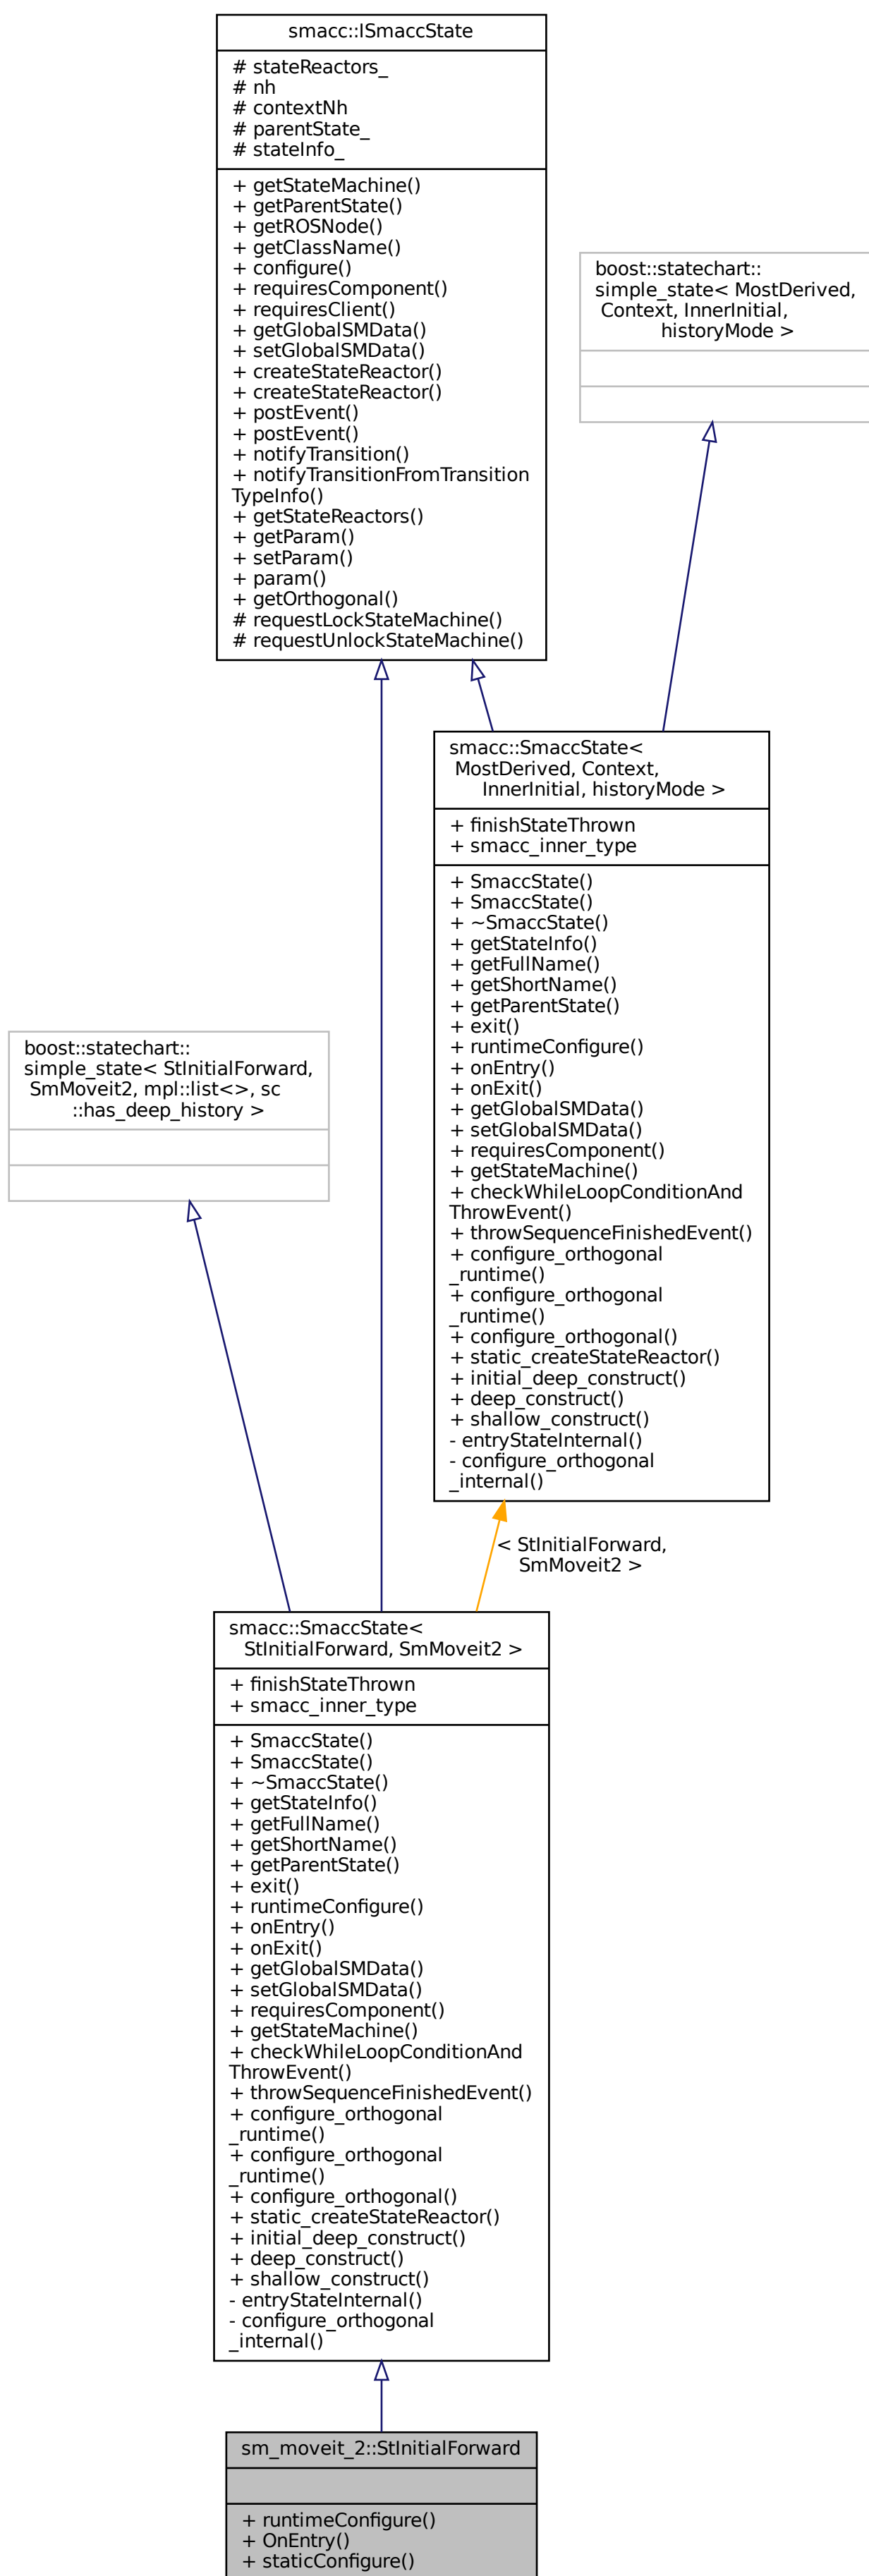 smacc::ISmaccState
# stateReactors_
# nh
# contextNh
# parentState_
# stateInfo_
+ getStateMachine()
+ getParentState()
+ getROSNode()
+ getClassName()
+ configure()
+ requiresComponent()
+ requiresClient()
+ getGlobalSMData()
+ setGlobalSMData()
+ createStateReactor()
+ createStateReactor()
+ postEvent()
+ postEvent()
+ notifyTransition()
+ notifyTransitionFromTransition
TypeInfo()
+ getStateReactors()
+ getParam()
+ setParam()
+ param()
+ getOrthogonal()
# requestLockStateMachine()
# requestUnlockStateMachine()
boost::statechart::
simple_state< MostDerived,
Context, InnerInitial,
historyMode >
smacc::SmaccState<
MostDerived, Context,
InnerInitial, historyMode >
+ finishStateThrown
+ smacc_inner_type
+ SmaccState()
+ SmaccState()
+ ~SmaccState()
+ getStateInfo()
+ getFullName()
+ getShortName()
+ getParentState()
+ exit()
+ runtimeConfigure()
+ onEntry()
+ onExit()
+ getGlobalSMData()
+ setGlobalSMData()
+ requiresComponent()
+ getStateMachine()
+ checkWhileLoopConditionAnd
ThrowEvent()
+ throwSequenceFinishedEvent()
+ configure_orthogonal
_runtime()
+ configure_orthogonal
_runtime()
+ configure_orthogonal()
+ static_createStateReactor()
+ initial_deep_construct()
+ deep_construct()
+ shallow_construct()
- entryStateInternal()
- configure_orthogonal
_internal()
boost::statechart::
simple_state< StInitialForward,
SmMoveit2, mpl::list<>, sc
::has_deep_history >
< StInitialForward,
SmMoveit2 >
smacc::SmaccState<
StInitialForward, SmMoveit2 >
+ finishStateThrown
+ smacc_inner_type
+ SmaccState()
+ SmaccState()
+ ~SmaccState()
+ getStateInfo()
+ getFullName()
+ getShortName()
+ getParentState()
+ exit()
+ runtimeConfigure()
+ onEntry()
+ onExit()
+ getGlobalSMData()
+ setGlobalSMData()
+ requiresComponent()
+ getStateMachine()
+ checkWhileLoopConditionAnd
ThrowEvent()
+ throwSequenceFinishedEvent()
+ configure_orthogonal
_runtime()
+ configure_orthogonal
_runtime()
+ configure_orthogonal()
+ static_createStateReactor()
+ initial_deep_construct()
+ deep_construct()
+ shallow_construct()
- entryStateInternal()
- configure_orthogonal
_internal()
sm_moveit_2::StInitialForward
+ runtimeConfigure()
+ OnEntry()
+ staticConfigure()